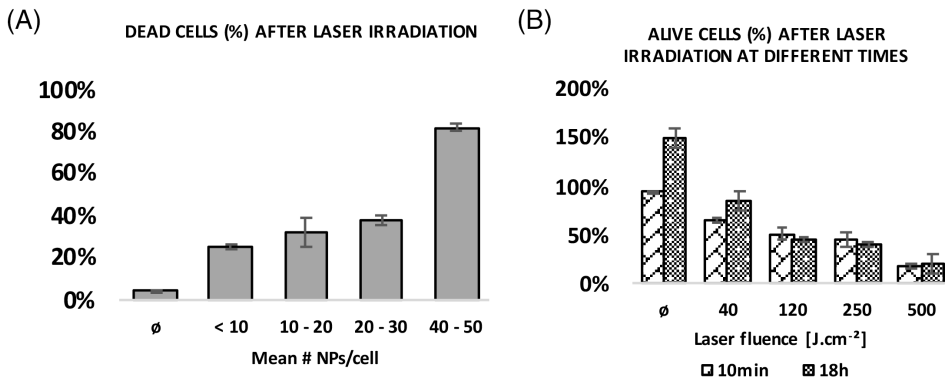 (A)
DEAD CELLS (%) AFTER LASER IRRADIATION
100%
80%
60%
40%
20%
0%
ø
< 10
10 - 20
20 - 30
40 - 50
Mean # NPs/cell
(B)
ALIVE CELLS (%) AFTER LASER
IRRADIATION AT DIFFERENT TIMES
200%
150%
100%
50%
0%
ø
40
120
250
500
Laser fluence [J.cm⁻²]
10min
18h